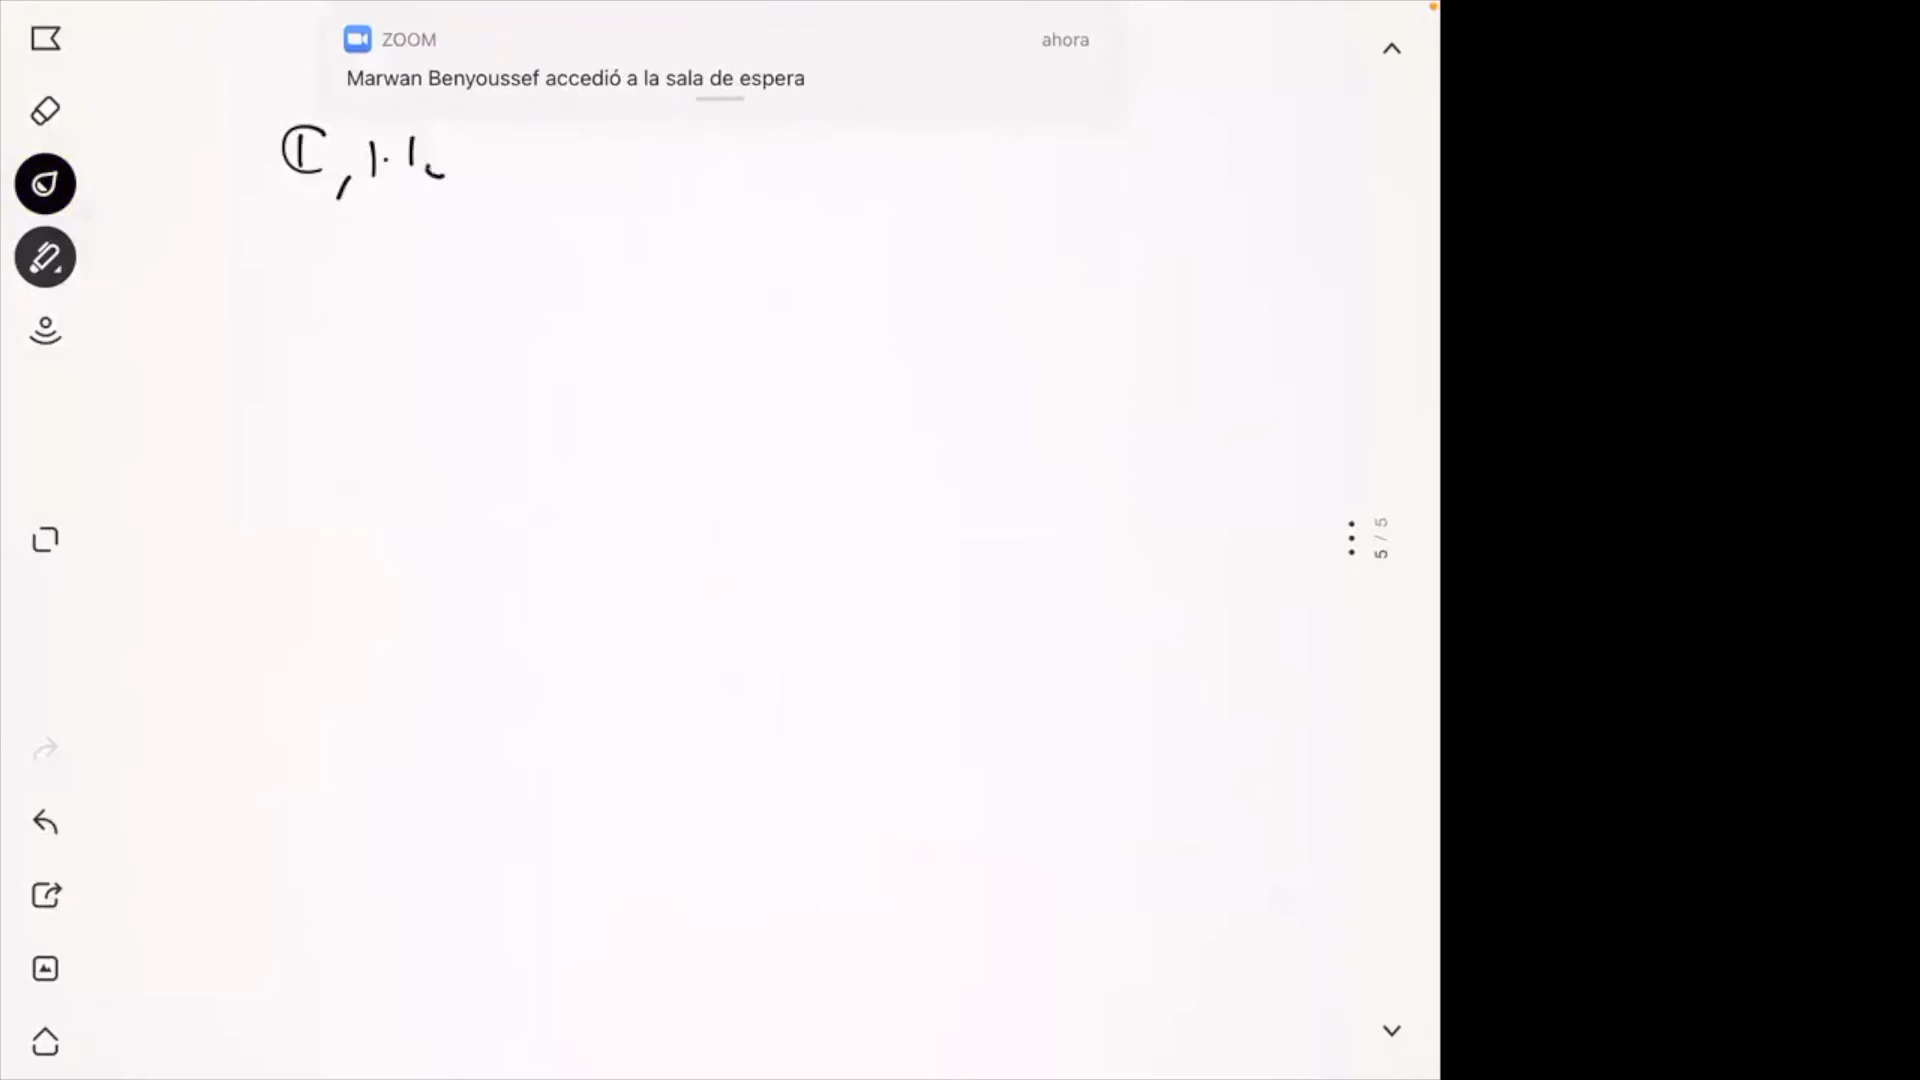 ZOOM
ahora
Marwan Benyoussef accedió a la sala de espera
ℂ, |·|
5 / 5